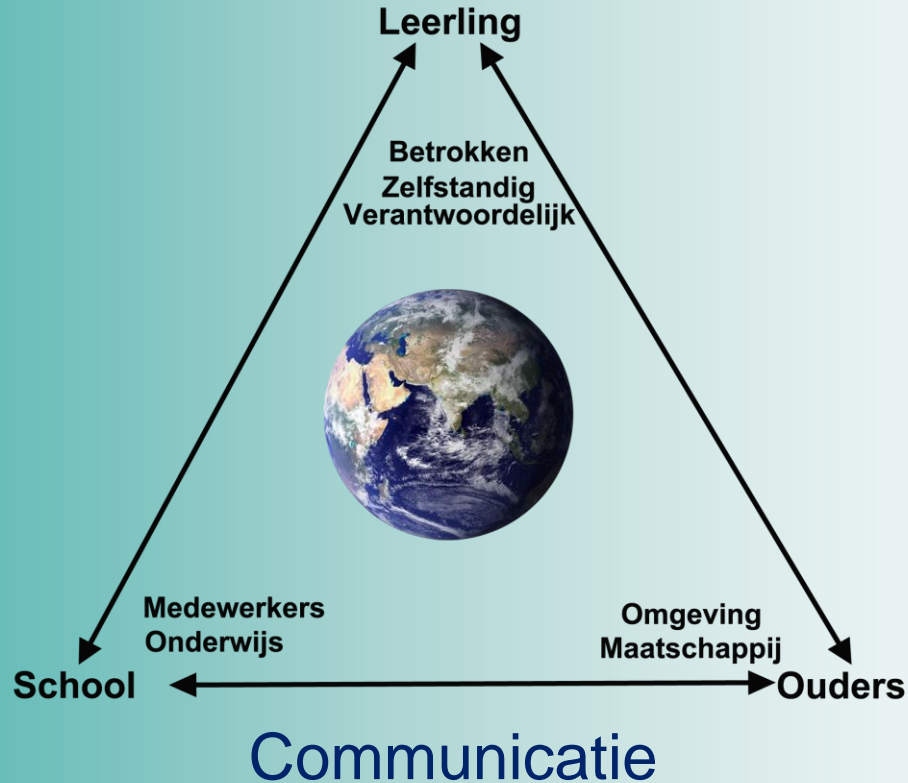 Leerling
Betrokken
Zelfstandig
Verantwoordelijk
Medewerkers
Onderwijs
Omgeving
Maatschappij
School
Ouders
Communicatie